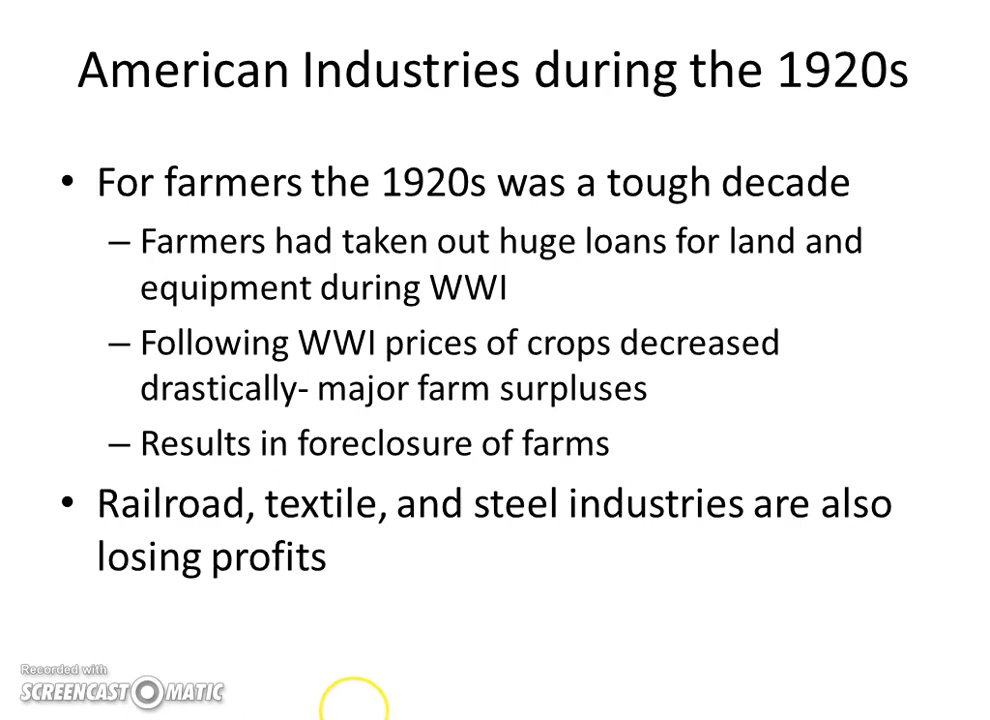 American Industries during the 1920s
• For farmers the 1920s was a tough decade
– Farmers had taken out huge loans for land and
equipment during WWI
– Following WWI prices of crops decreased
drastically- major farm surpluses
– Results in foreclosure of farms
• Railroad, textile, and steel industries are also
losing profits
Recorded with
SCREENCAST-O-MATIC